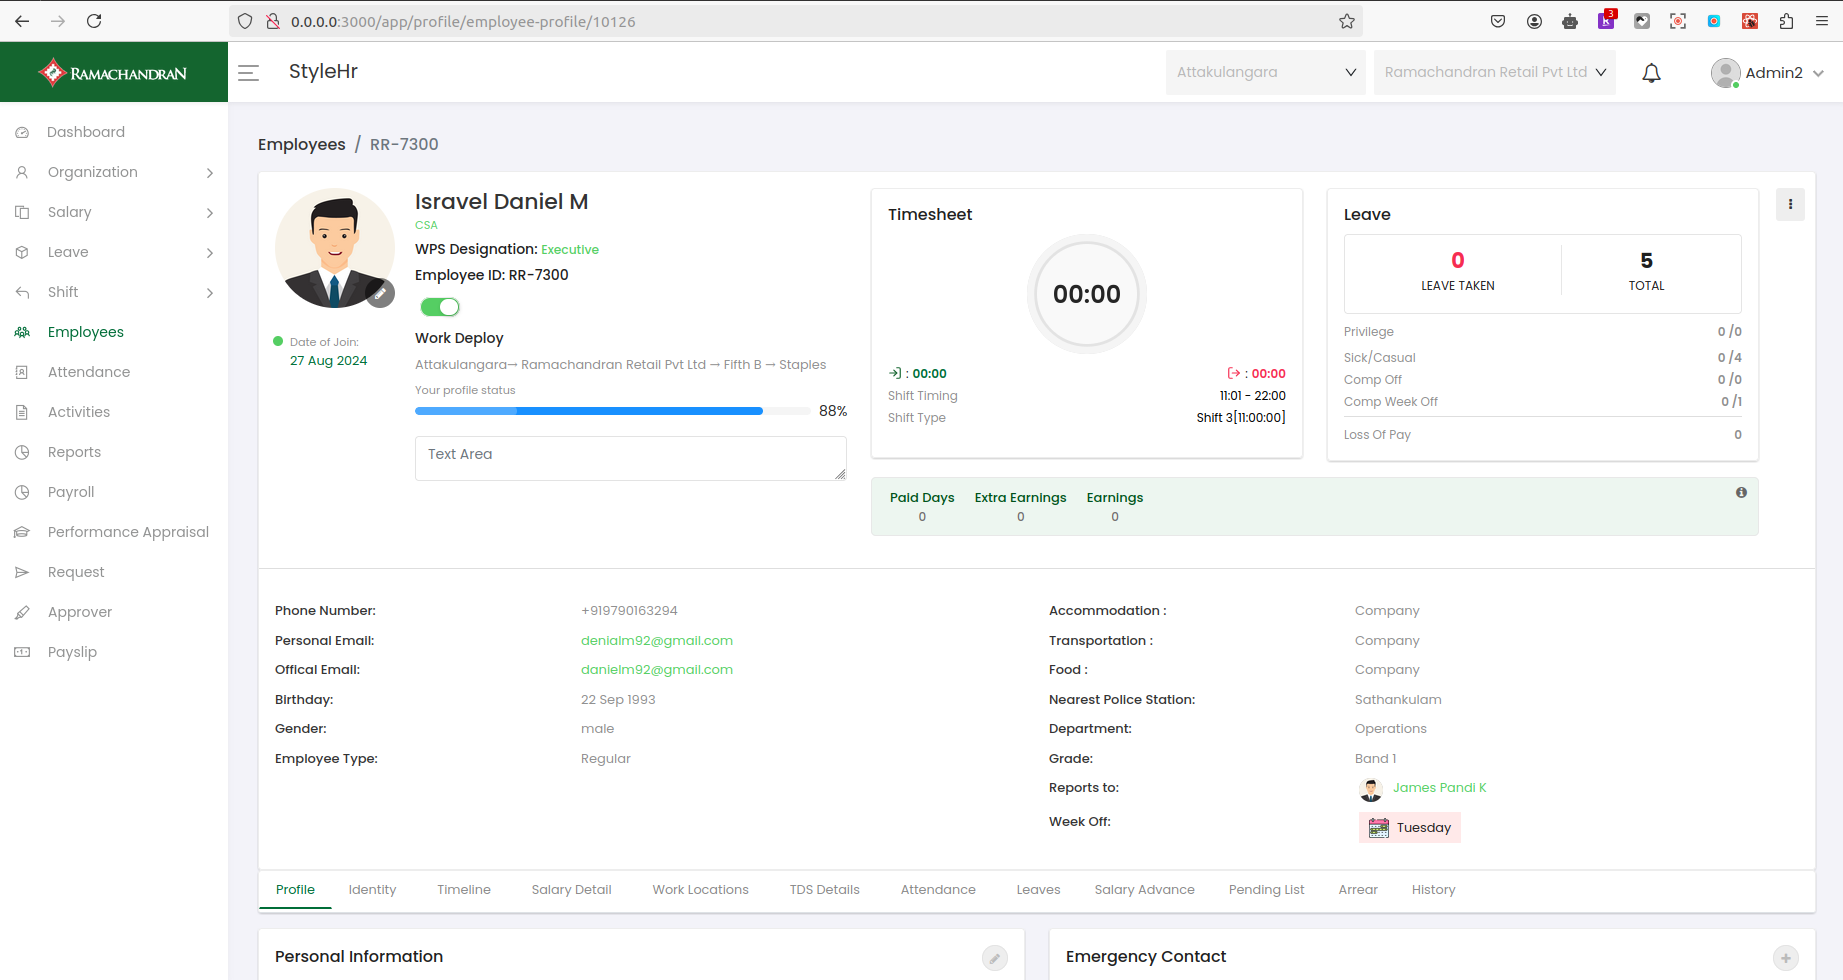 0.0.0.0:3000/app/profile/employee-profile/10126
3
RAMACHANDRAN
StyleHr
Attakulangara
Ramachandran Retail Pvt Ltd
Admin2
Dashboard
Organization
Salary
Leave
Shift
Employees
Attendance
Activities
Reports
Payroll
Performance Appraisal
Request
Approver
Payslip
Employees / RR-7300
Isravel Daniel M
CSA
WPS Designation: Executive
Employee ID: RR-7300
Date of Join:
27 Aug 2024
Work Deploy
Attakulangara→ Ramachandran Retail Pvt Ltd → Fifth B → Staples
Your profile status
88%
Text Area
Timesheet
00:00
: 00:00
: 00:00
Shift Timing 11:01 - 22:00
Shift Type Shift 3[11:00:00]
Leave
0 5
LEAVE TAKEN TOTAL
Privilege 0 /0
Sick/Casual 0 /4
Comp Off 0 /0
Comp Week Off 0 /1
Loss Of Pay 0
Paid Days Extra Earnings Earnings
0 0 0
Phone Number: +919790163294
Personal Email: denialm92@gmail.com
Offical Email: danielm92@gmail.com
Birthday: 22 Sep 1993
Gender: male
Employee Type: Regular
Accommodation : Company
Transportation : Company
Food : Company
Nearest Police Station: Sathankulam
Department: Operations
Grade: Band 1
Reports to: James Pandi K
Week Off: Tuesday
Profile Identity Timeline Salary Detail Work Locations TDS Details Attendance Leaves Salary Advance Pending List Arrear History
Personal Information
Emergency Contact